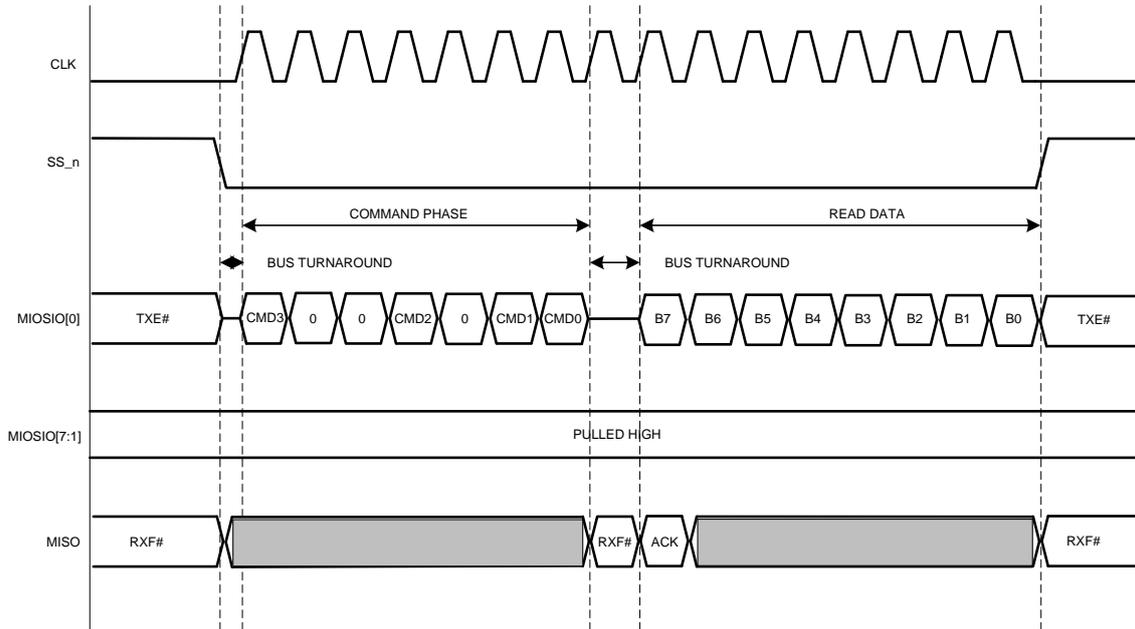 CLK
SS_n
COMMAND PHASE READ DATA
BUS TURNAROUND BUS TURNAROUND
MIOSIO[0] TXE# CMD3 0 0 CMD2 0 CMD1 CMD0 B7 B6 B5 B4 B3 B2 B1 B0 TXE#
MIOSIO[7:1] PULLED HIGH
MISO RXF# RXF# ACK RXF#